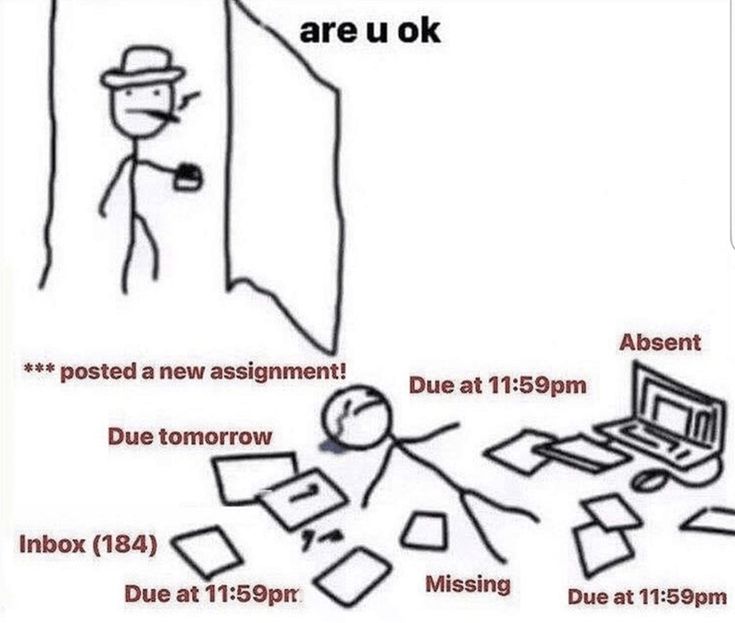 are u ok
Absent
*** posted a new assignment!
Due at 11:59pm
Due tomorrow
Inbox (184)
Due at 11:59pm
Missing
Due at 11:59pm